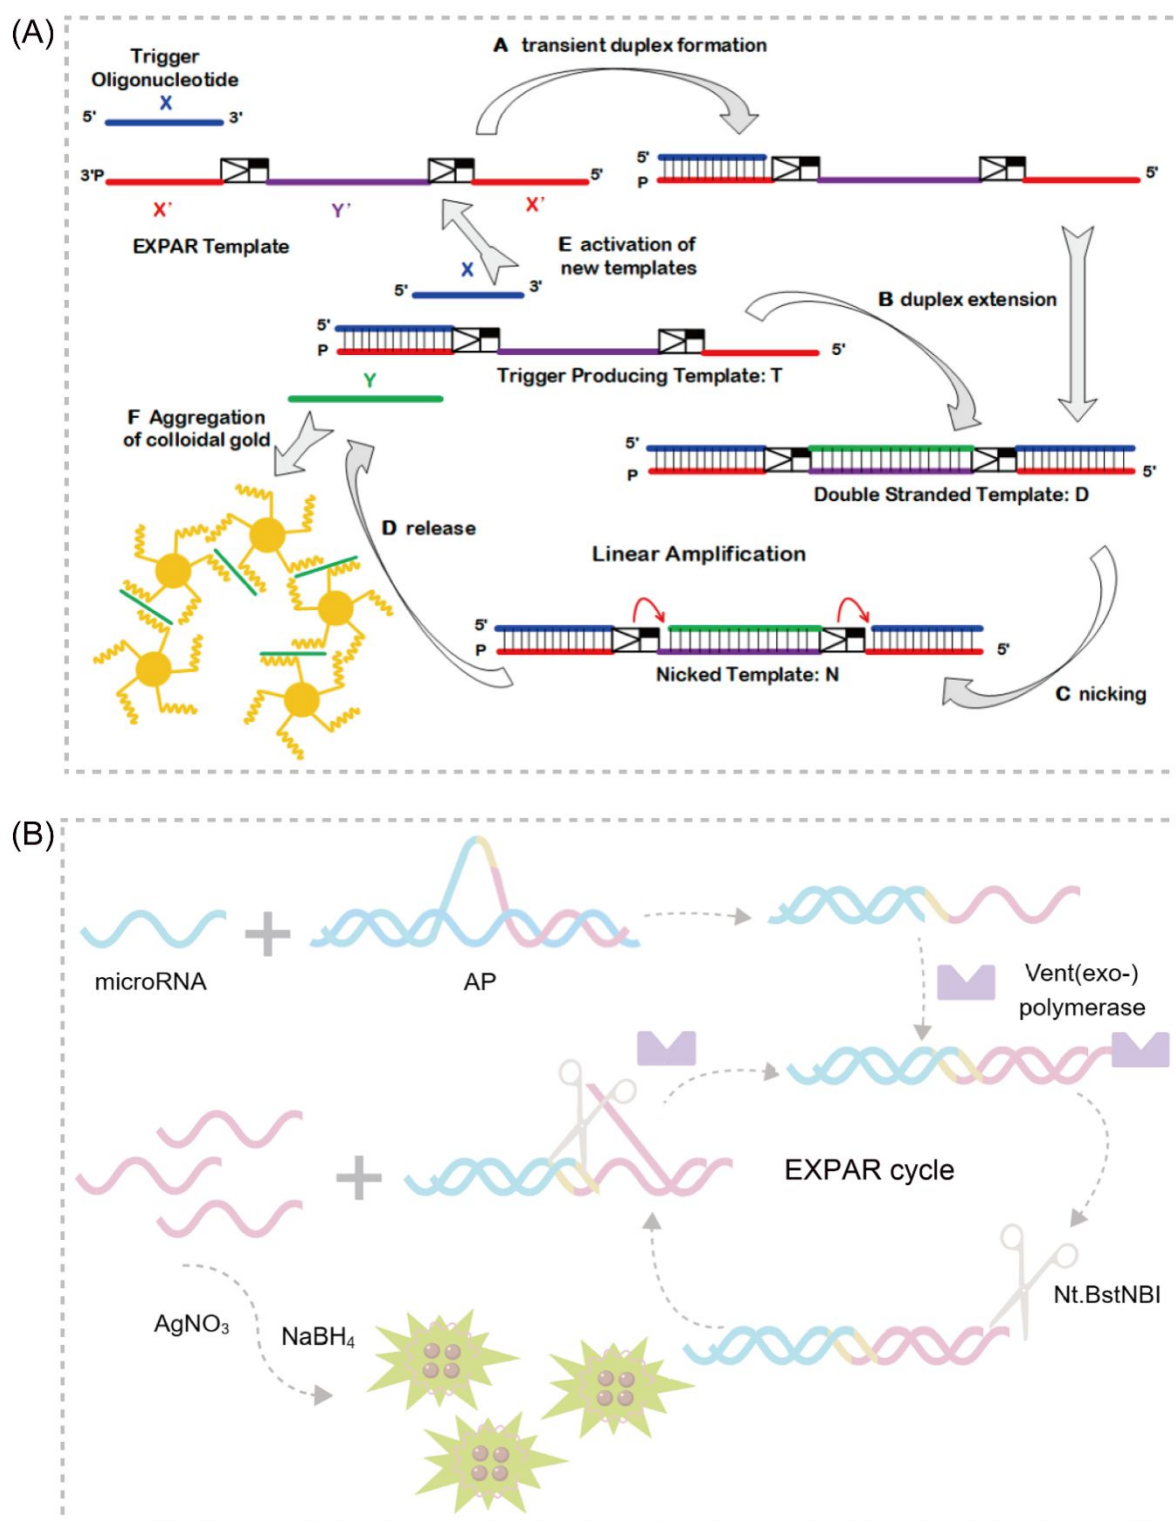 (A)
A transient duplex formation
Trigger
Oligonucleotide
X
5'
3'
5'
3'P
5'
P
5'
X'
Y'
X'
EXPAR Template
E activation of
new templates
X
5'
3'
B duplex extension
5'
P
5'
Trigger Producing Template: T
Y
F Aggregation
of colloidal gold
5'
P
5'
Double Stranded Template: D
D release
Linear Amplification
5'
P
5'
Nicked Template: N
C nicking
(B)
microRNA
AP
Vent(exo-)
polymerase
EXPAR cycle
Nt.BstNBI
AgNO₃
NaBH₄